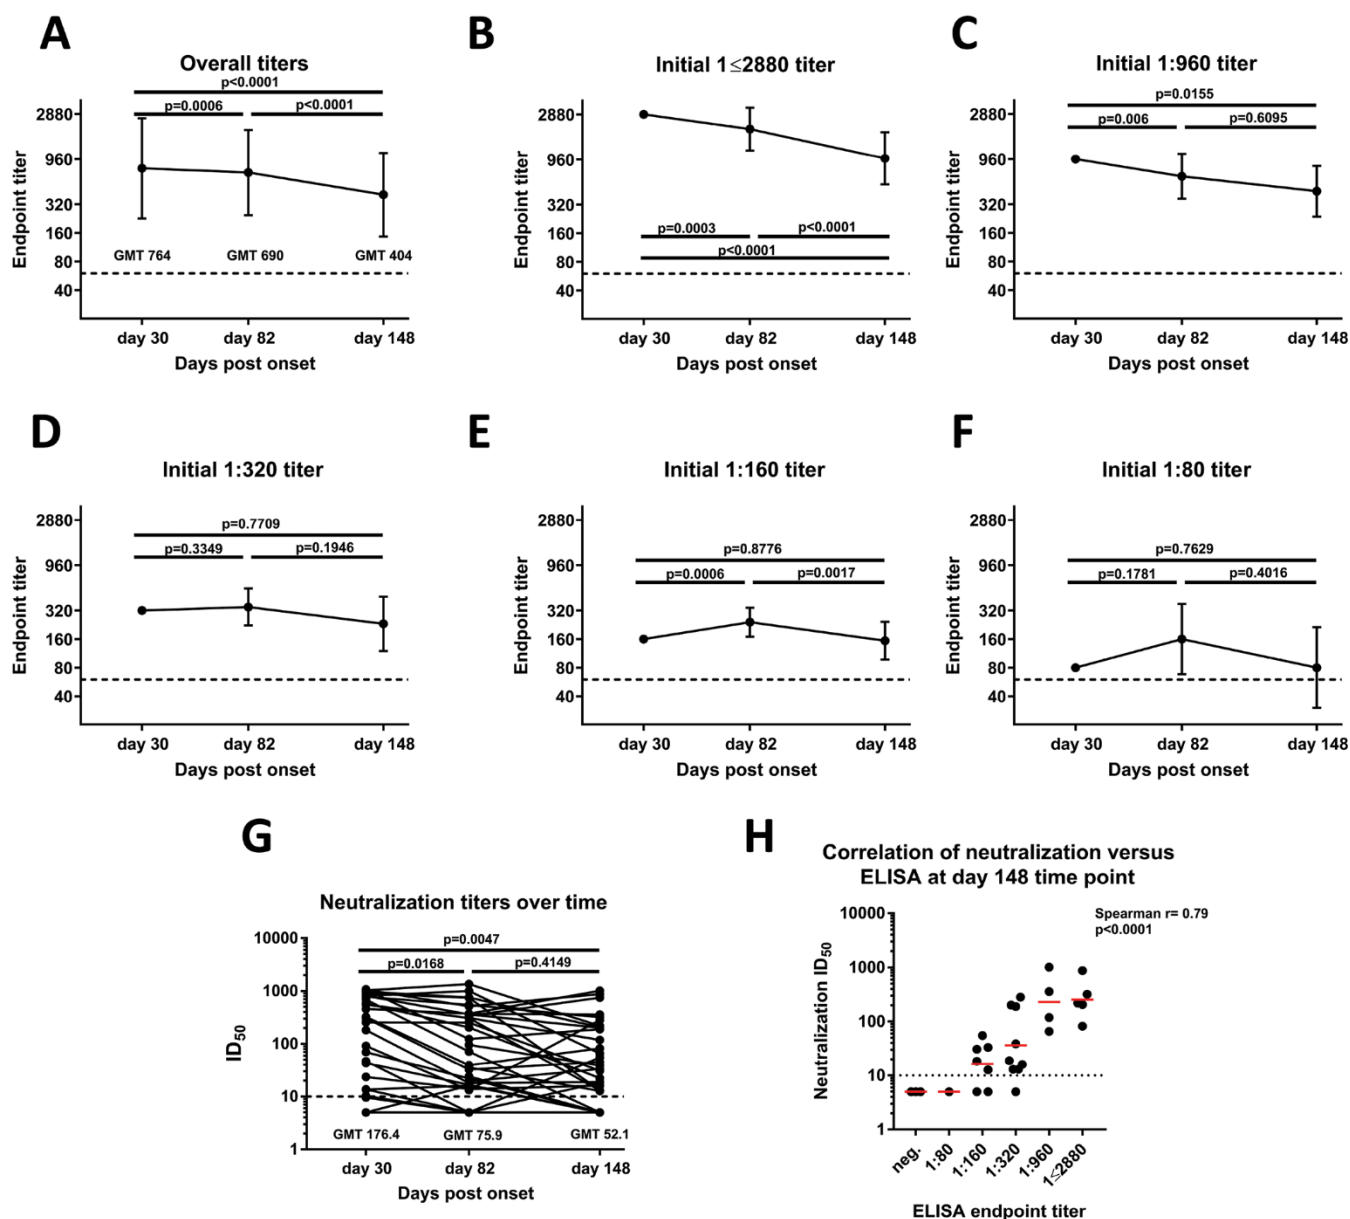 A
Overall titers
p<0.0001
p=0.0006
p<0.0001
2880
960
320
160
80
40
Endpoint titer
GMT 764
GMT 690
GMT 404
day 30
day 82
day 148
Days post onset
B
Initial 1≤2880 titer
2880
960
320
160
80
40
Endpoint titer
p=0.0003
p<0.0001
p<0.0001
day 30
day 82
day 148
Days post onset
C
Initial 1:960 titer
p=0.0155
p=0.006
p=0.6095
2880
960
320
160
80
40
Endpoint titer
day 30
day 82
day 148
Days post onset
D
Initial 1:320 titer
p=0.7709
p=0.3349
p=0.1946
2880
960
320
160
80
40
Endpoint titer
day 30
day 82
day 148
Days post onset
E
Initial 1:160 titer
p=0.8776
p=0.0006
p=0.0017
2880
960
320
160
80
40
Endpoint titer
day 30
day 82
day 148
Days post onset
F
Initial 1:80 titer
p=0.7629
p=0.1781
p=0.4016
2880
960
320
160
80
40
Endpoint titer
day 30
day 82
day 148
Days post onset
G
Neutralization titers over time
p=0.0047
p=0.0168
p=0.4149
10000
1000
100
10
1
ID50
GMT 176.4
GMT 75.9
GMT 52.1
day 30
day 82
day 148
Days post onset
H
Correlation of neutralization versus
ELISA at day 148 time point
Spearman r= 0.79
p<0.0001
10000
1000
100
10
1
Neutralization ID50
neg.
1:80
1:160
1:320
1:960
1≤2880
ELISA endpoint titer